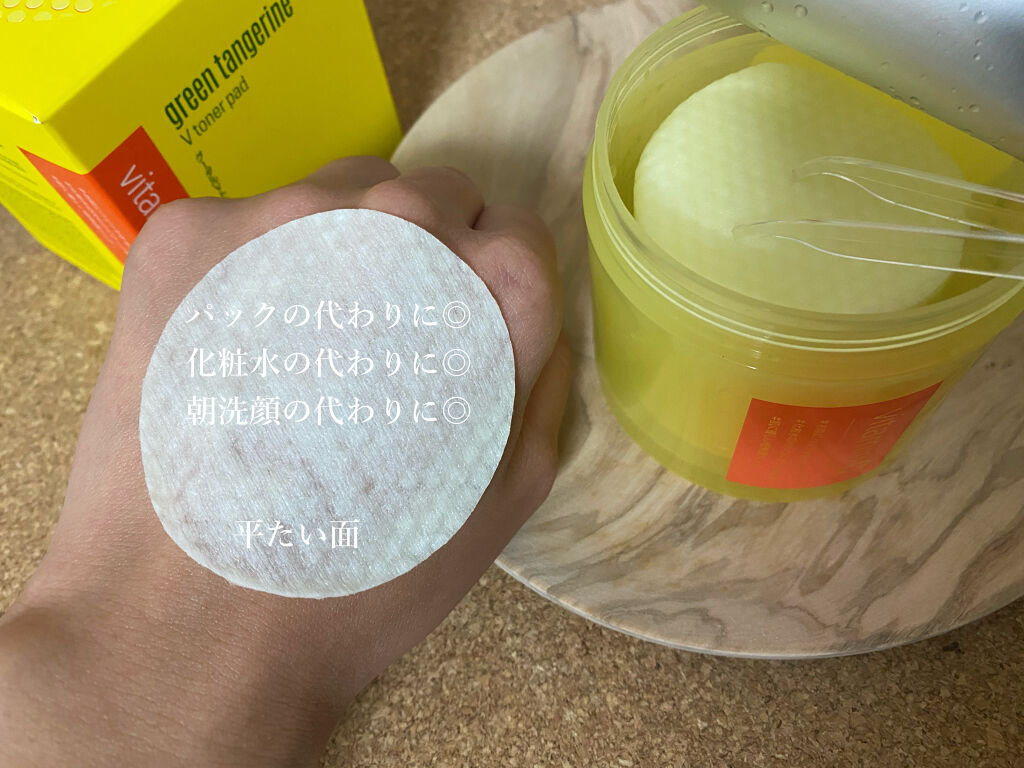 green tangerine
V toner pad
vita
パックの代わりに◎
化粧水の代わりに◎
朝洗顔の代わりに◎
平たい面